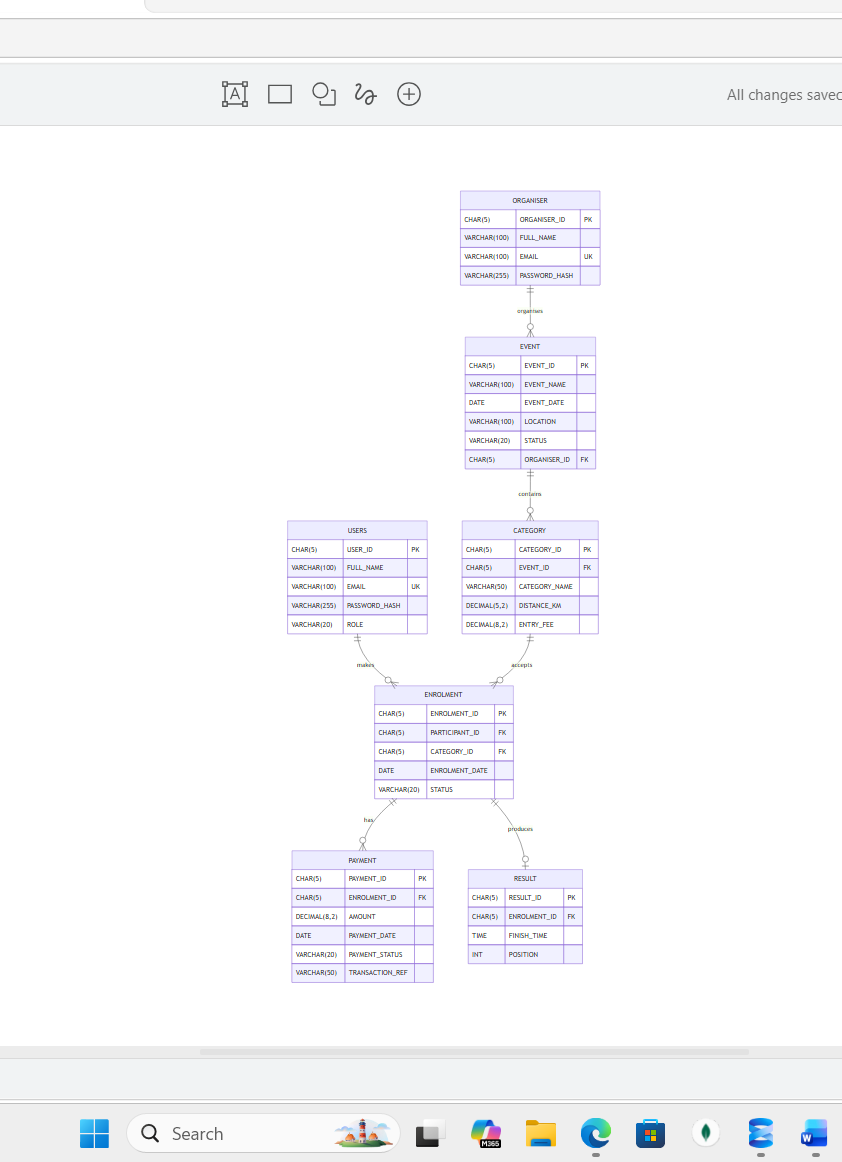 A
All changes saved
ORGANISER
CHAR(5) ORGANISER_ID PK
VARCHAR(100) FULL_NAME
VARCHAR(100) EMAIL UK
VARCHAR(255) PASSWORD_HASH
organises
EVENT
CHAR(5) EVENT_ID PK
VARCHAR(100) EVENT_NAME
DATE EVENT_DATE
VARCHAR(100) LOCATION
VARCHAR(20) STATUS
CHAR(5) ORGANISER_ID FK
contains
USERS
CHAR(5) USER_ID PK
VARCHAR(100) FULL_NAME
VARCHAR(100) EMAIL UK
VARCHAR(255) PASSWORD_HASH
VARCHAR(20) ROLE
CATEGORY
CHAR(5) CATEGORY_ID PK
CHAR(5) EVENT_ID FK
VARCHAR(50) CATEGORY_NAME
DECIMAL(5,2) DISTANCE_KM
DECIMAL(8,2) ENTRY_FEE
makes
accepts
ENROLMENT
CHAR(5) ENROLMENT_ID PK
CHAR(5) PARTICIPANT_ID FK
CHAR(5) CATEGORY_ID FK
DATE ENROLMENT_DATE
VARCHAR(20) STATUS
has
produces
PAYMENT
CHAR(5) PAYMENT_ID PK
CHAR(5) ENROLMENT_ID FK
DECIMAL(8,2) AMOUNT
DATE PAYMENT_DATE
VARCHAR(20) PAYMENT_STATUS
VARCHAR(50) TRANSACTION_REF
RESULT
CHAR(5) RESULT_ID PK
CHAR(5) ENROLMENT_ID FK
TIME FINISH_TIME
INT POSITION
Search
M365
W